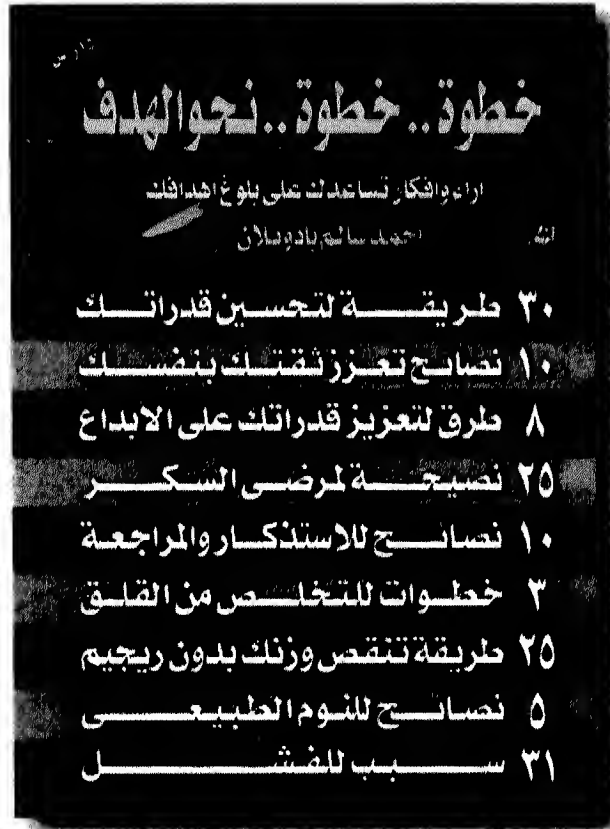 خطوة.. خطوة.. نحو الهدف
اراء وافكار تساعدك على بلوغ اهدافك
احمد سالم بادويلان
٣٠ طريقة لتحسين قدراتك
١٠ نصائح تعزز ثقتك بنفسك
٨ طرق لتعزيز قدراتك على الابداع
٢٥ نصيحة لمرضى السكر
١٠ نصائح للاستذكار والمراجعة
٣ خطوات للتخلص من القلق
٢٥ طريقة تنقص وزنك بدون ريجيم
٥ نصائح للنوم الطبيعى
٣١ سبب للفشل